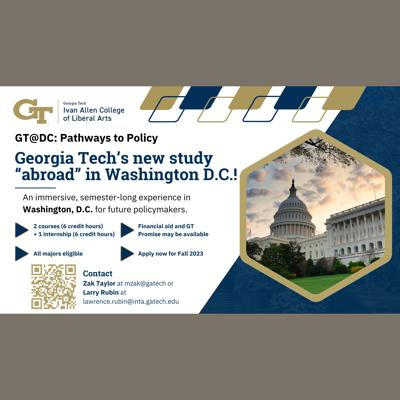 GT
Georgia Tech
Ivan Allen College
of Liberal Arts
GT@DC: Pathways to Policy
Georgia Tech's new study
"abroad" in Washington D.C.!
An immersive, semester-long experience in
Washington, D.C. for future policymakers.
2 courses (6 credit hours)
+ 1 internship (6 credit hours)
Financial aid and GT
Promise may be available
All majors eligible
Apply now for Fall 2023
Contact
Zak Taylor at mzak@gatech or
Larry Rubin at
lawrence.rubin@inta.gatech.edu